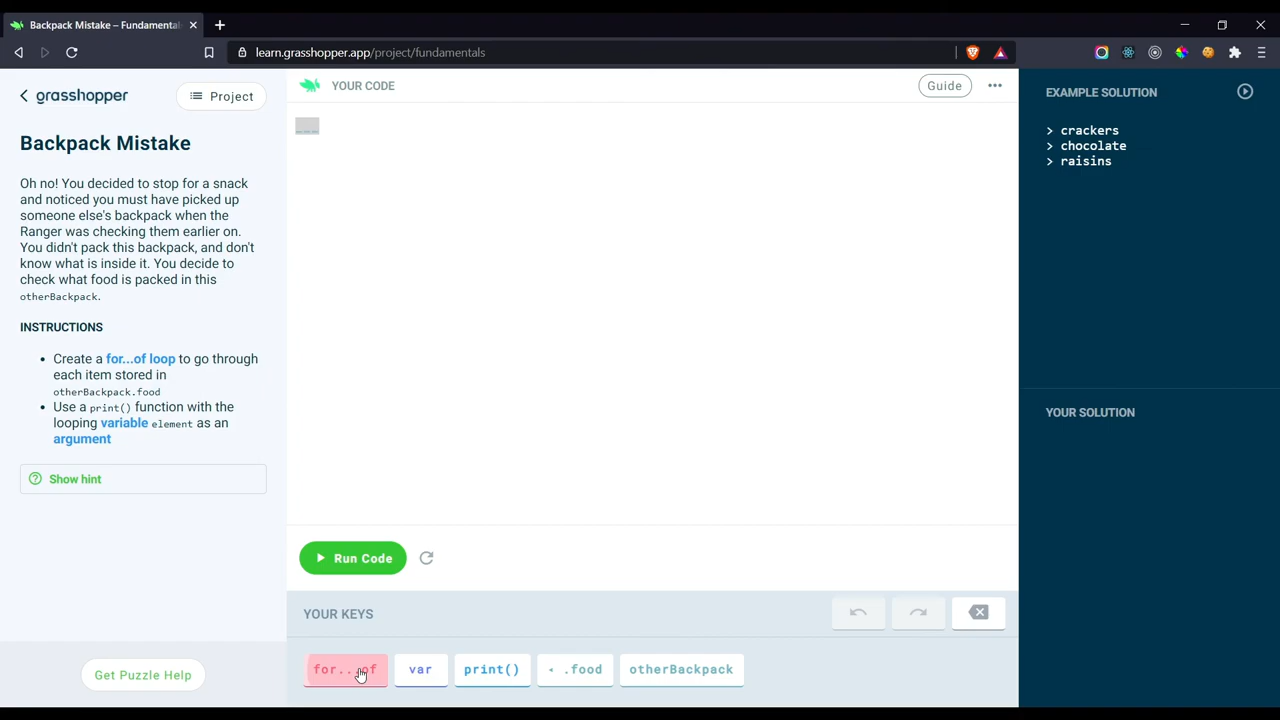 Backpack Mistake – Fundamental
learn.grasshopper.app/project/fundamentals
grasshopper
Project
Backpack Mistake
Oh no! You decided to stop for a snack
and noticed you must have picked up
someone else's backpack when the
Ranger was checking them earlier on.
You didn't pack this backpack, and don't
know what is inside it. You decide to
check what food is packed in this
otherBackpack.
INSTRUCTIONS
• Create a for...of loop to go through
each item stored in
otherBackpack.food
• Use a print() function with the
looping variable element as an
argument
Show hint
Get Puzzle Help
YOUR CODE
Guide
Run Code
YOUR KEYS
for...of
var
print()
.food
otherBackpack
EXAMPLE SOLUTION
> crackers
> chocolate
> raisins
YOUR SOLUTION